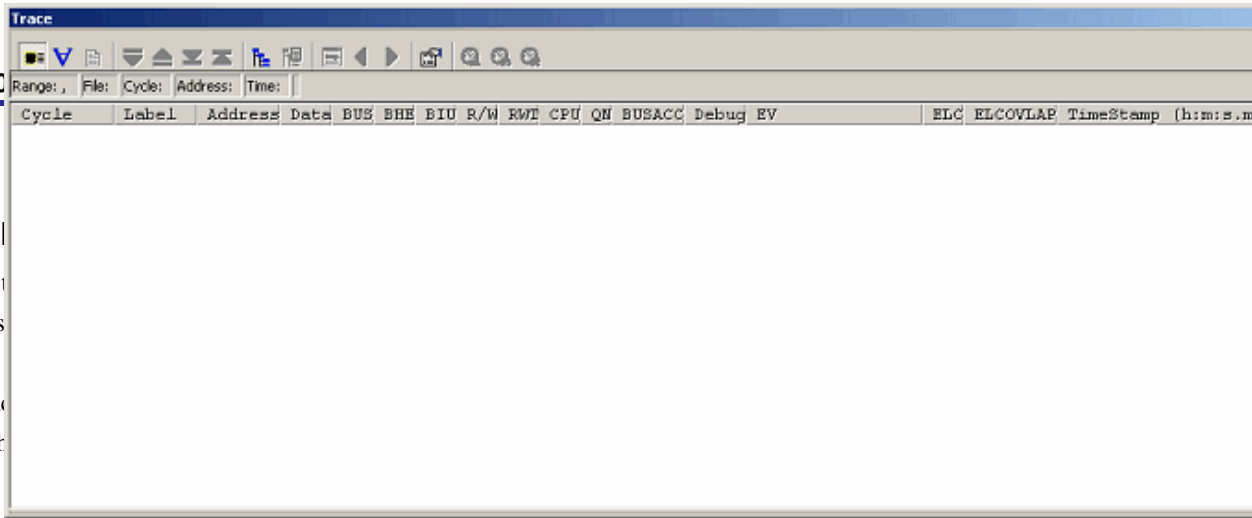 Trace
Range: , File: Cycle: Address: Time:
Cycle Label Address Data BUS BHE BIU R/W RWT CPU QN BUSACC Debug EV ELC ELCOVLAP TimeStamp (h:m:s.m